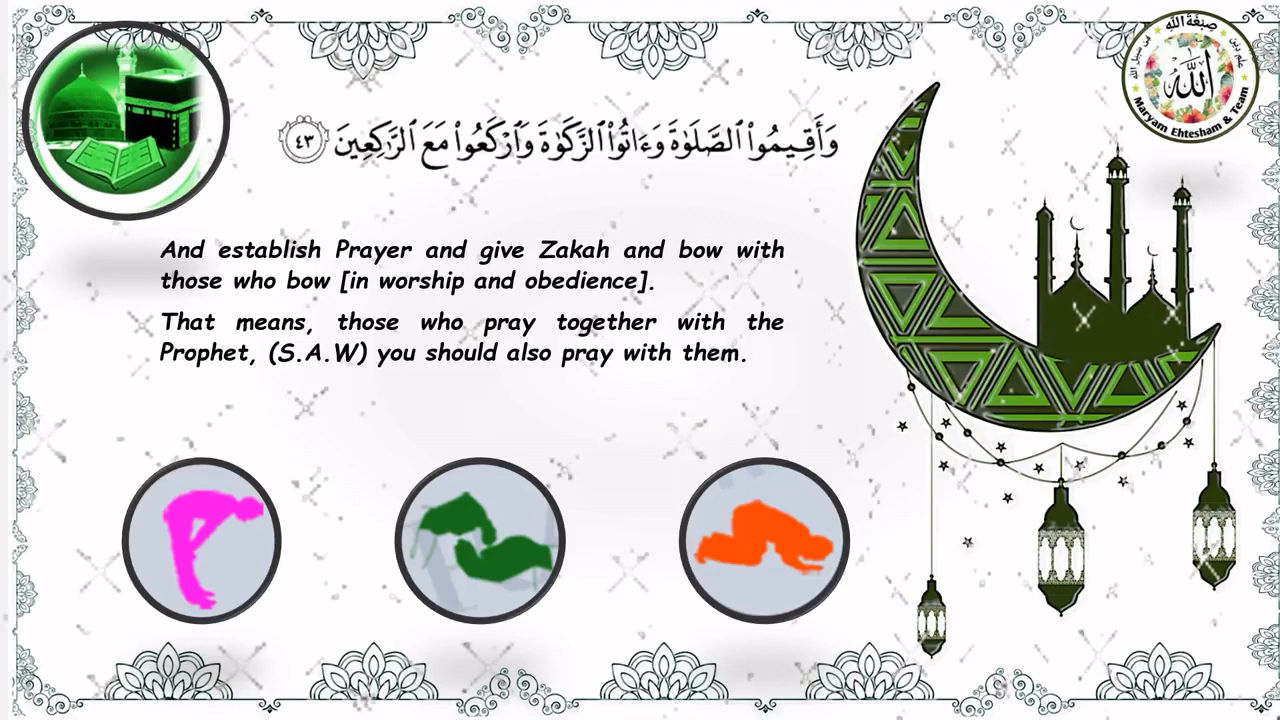 وَأَقِيمُوا۟ ٱلصَّلَوٰةَ وَءَاتُوا۟ ٱلزَّكَوٰةَ وَٱرْكَعُوا۟ مَعَ ٱلرَّٰكِعِينَ ٤٣
And establish Prayer and give Zakah and bow with
those who bow [in worship and obedience].
That means, those who pray together with the
Prophet, (S.A.W) you should also pray with them.
صِبْغَةَ اللَّهِ
الله
Maryam Ehtesham & Team